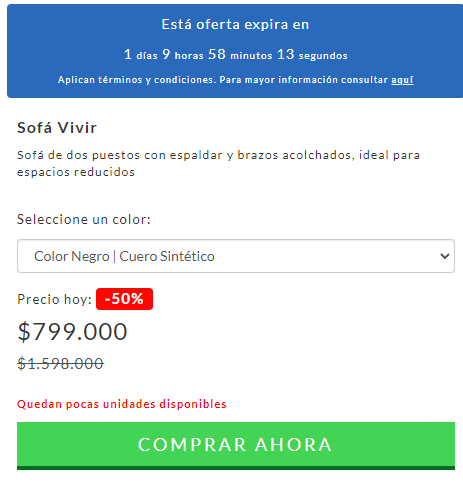 Está oferta expira en
1 días 9 horas 58 minutos 13 segundos
Aplican términos y condiciones. Para mayor información consultar aquí
Sofá Vivir
Sofá de dos puestos con espaldar y brazos acolchados, ideal para
espacios reducidos
Seleccione un color:
Color Negro | Cuero Sintético
Precio hoy: -50%
$799.000
$1.598.000
Quedan pocas unidades disponibles
COMPRAR AHORA